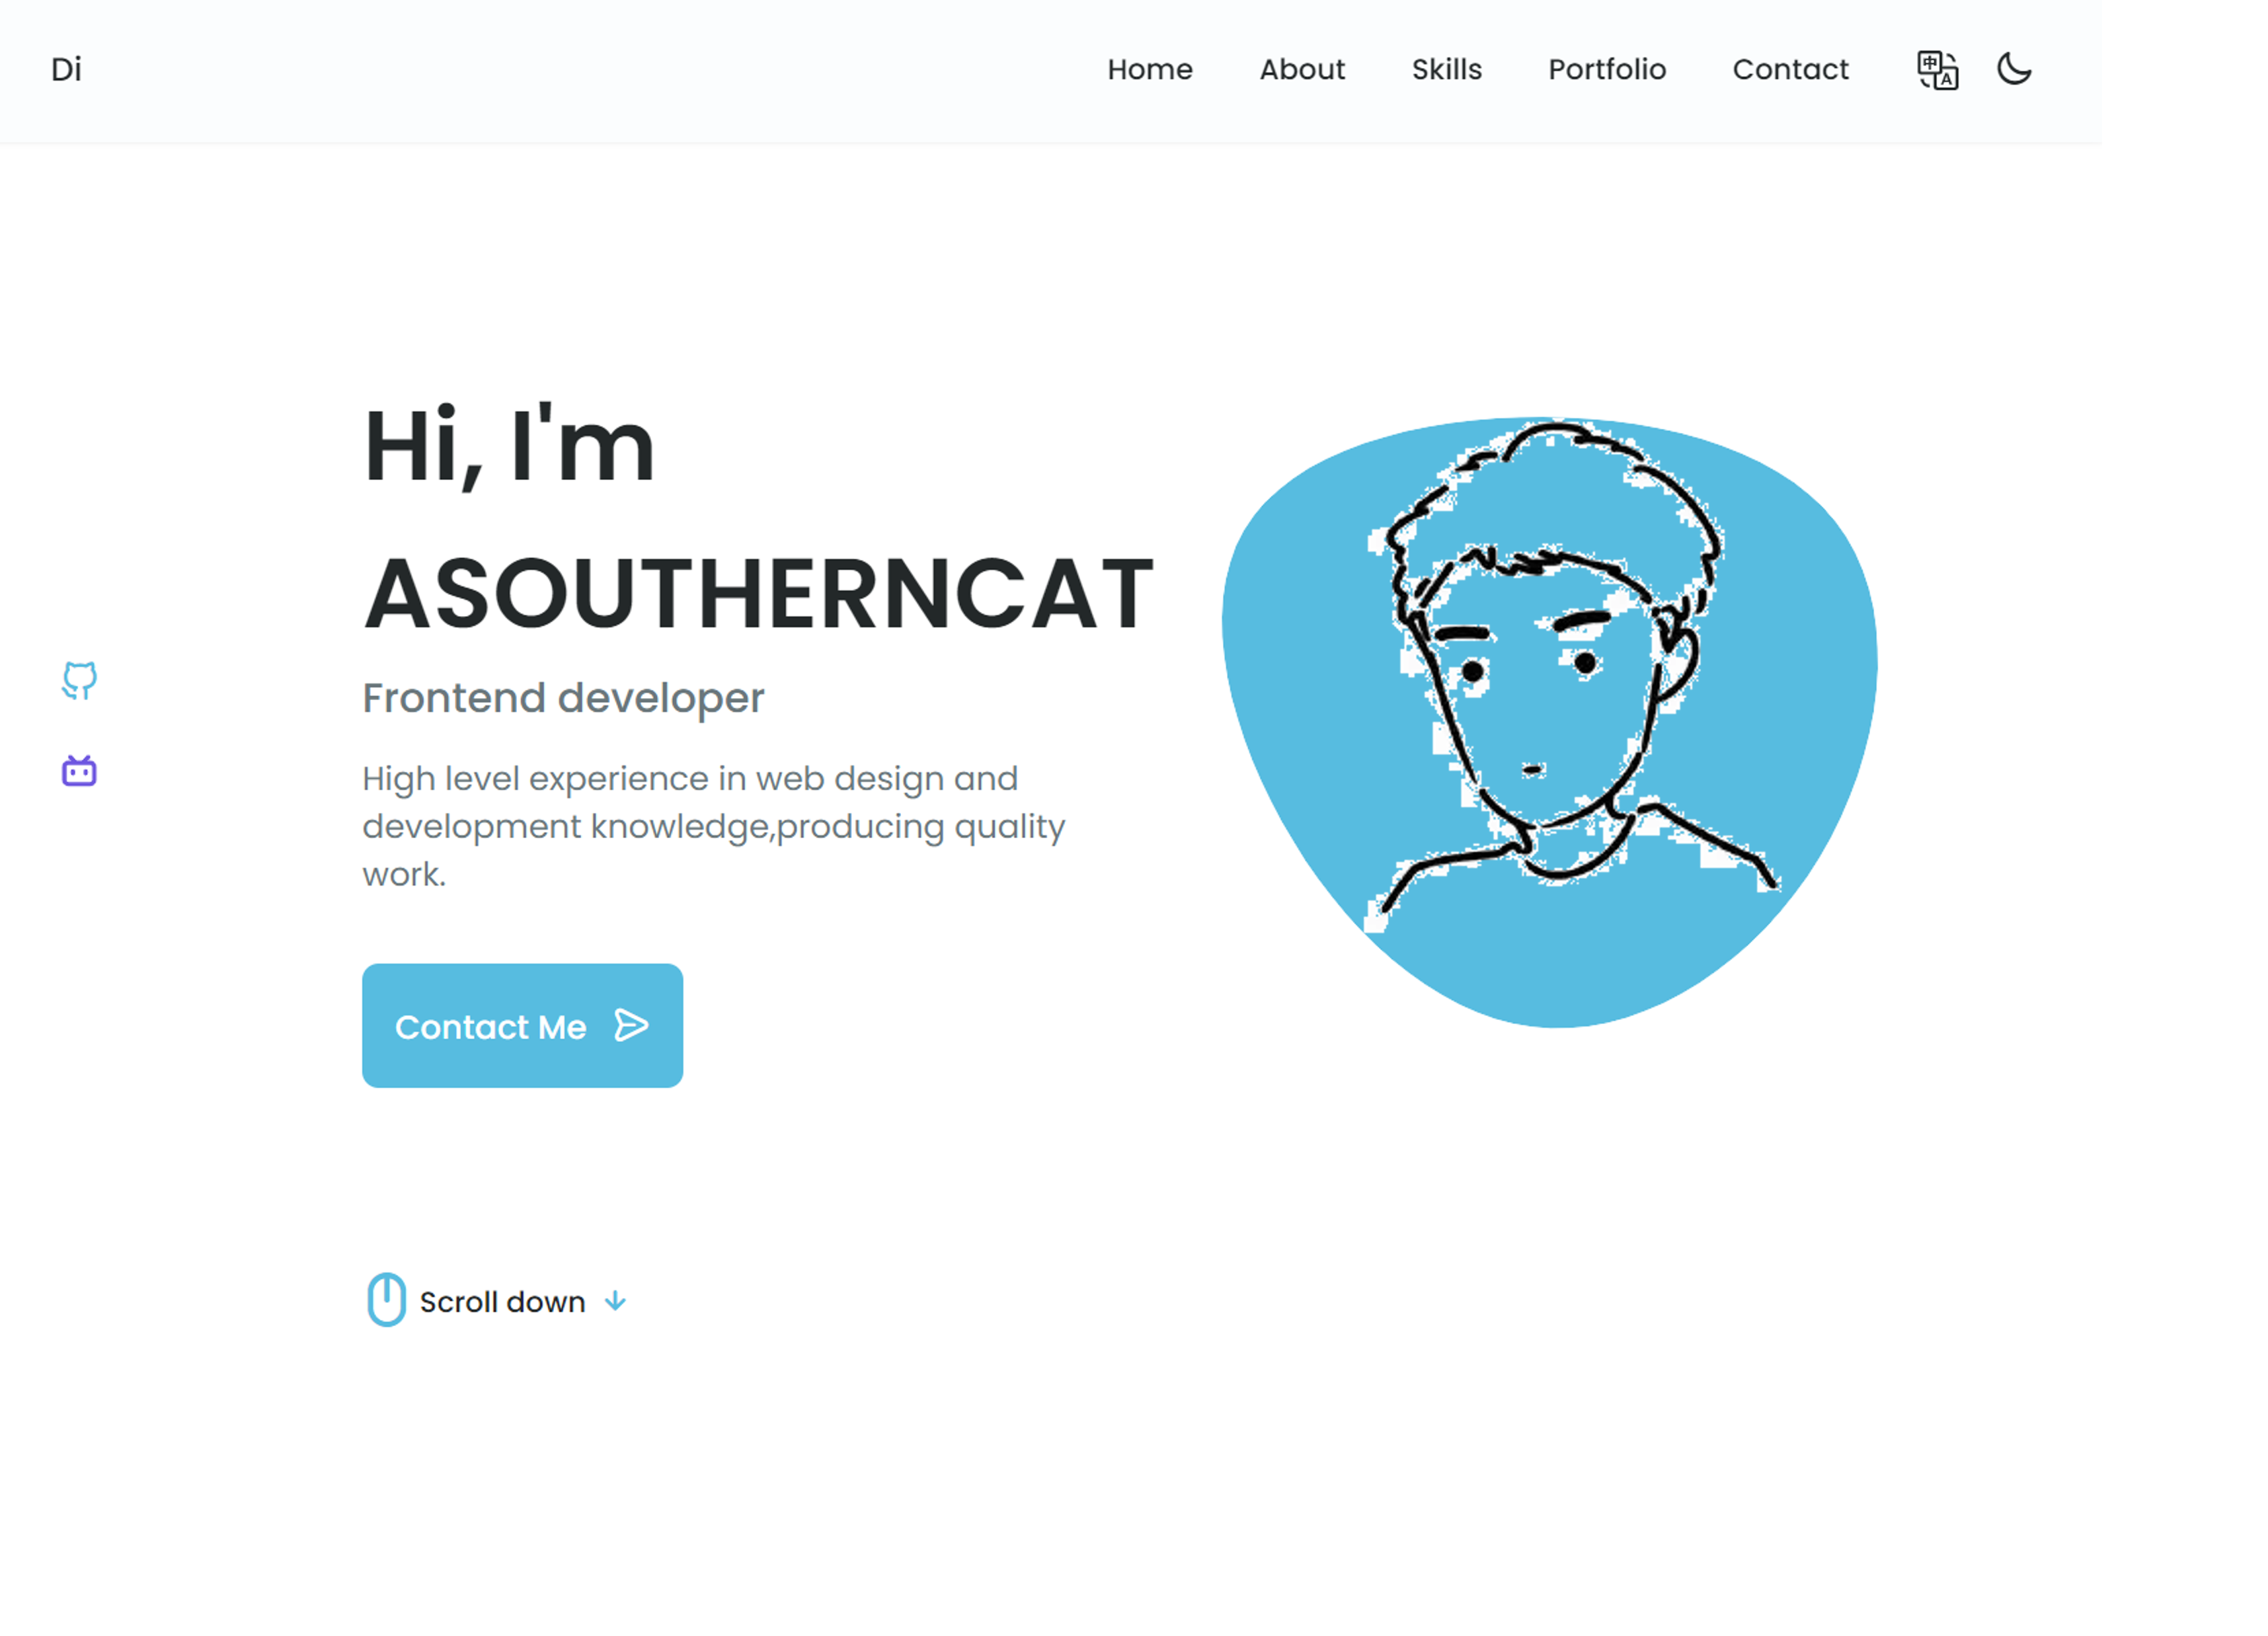 Di
Home
About
Skills
Portfolio
Contact
中
A
Hi, I'm
ASOUTHERNCAT
Frontend developer
High level experience in web design and
development knowledge,producing quality
work.
Contact Me
Scroll down